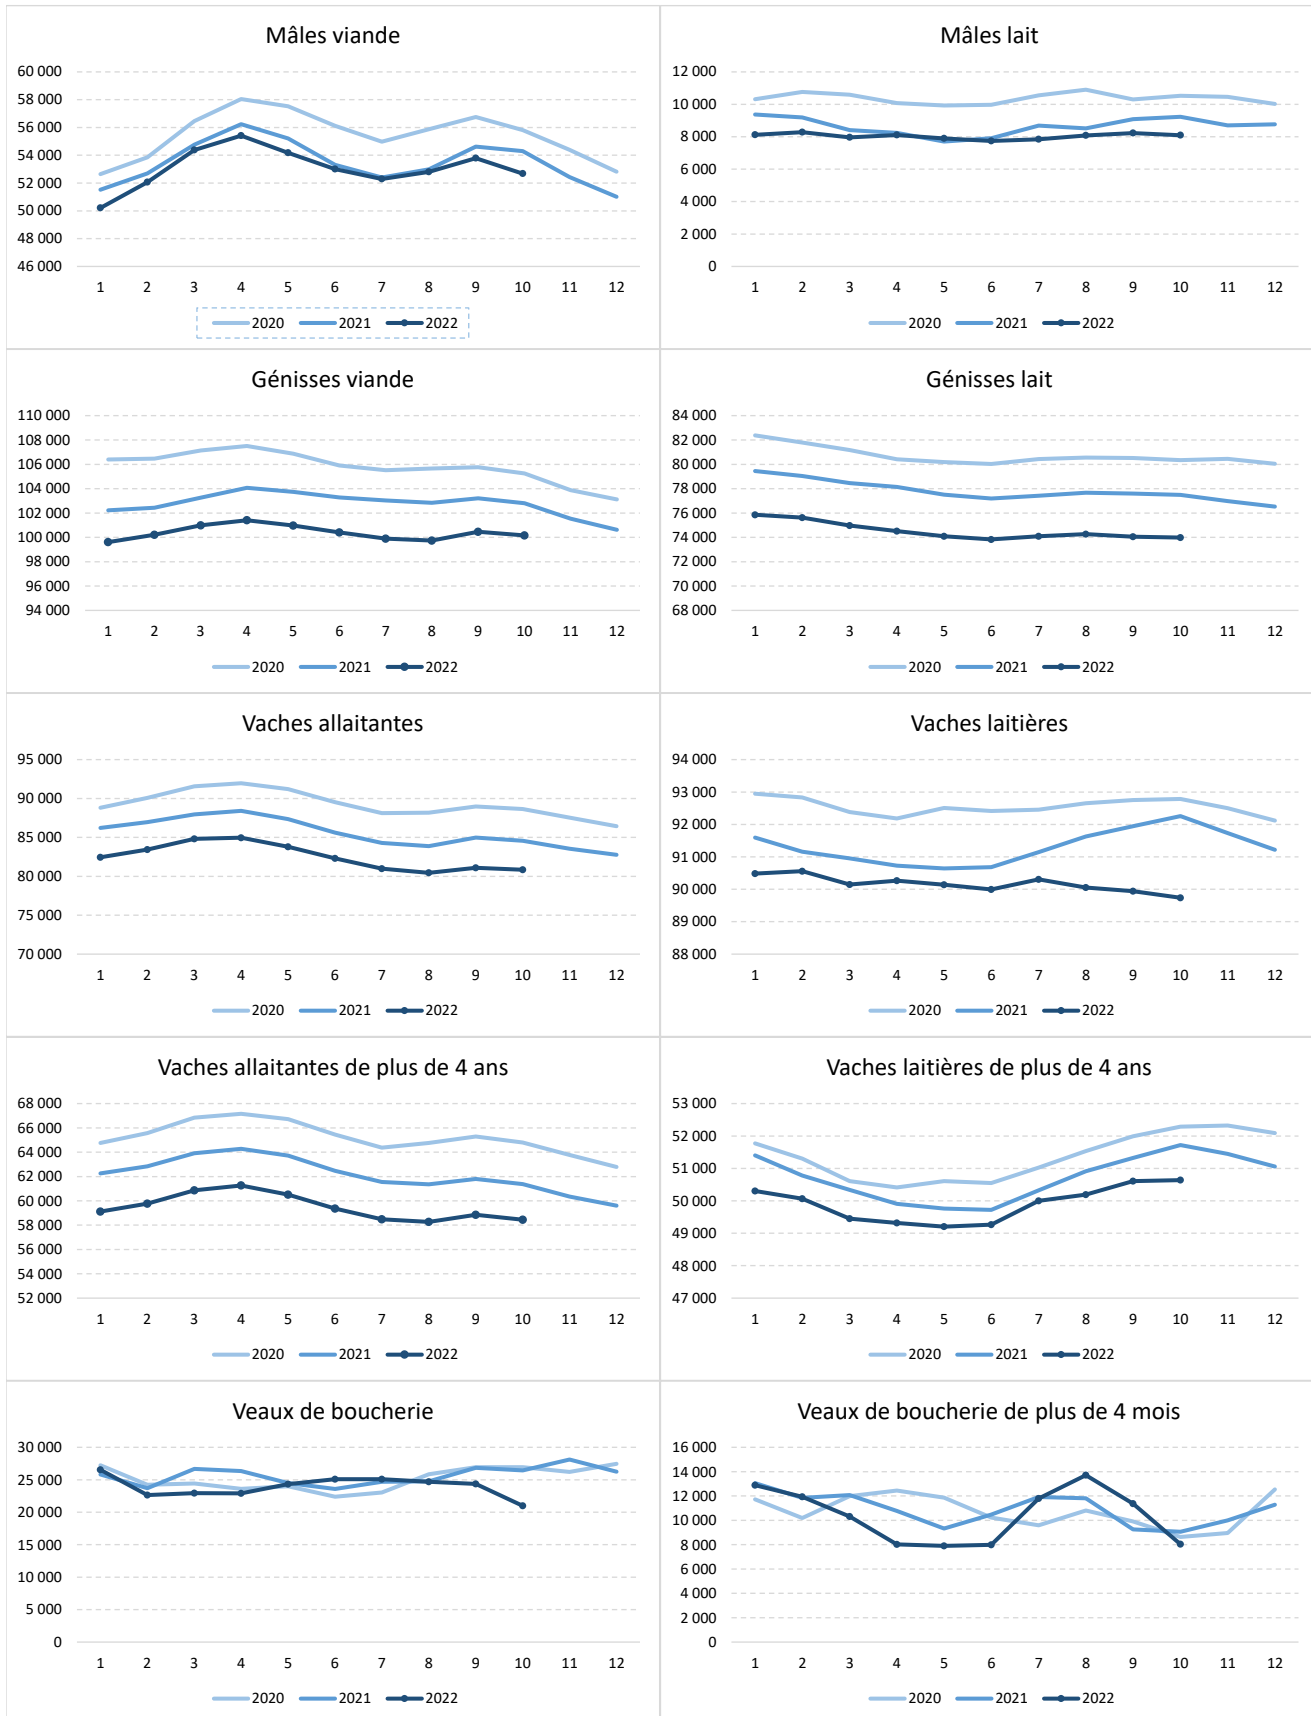 Mâles viande
60 000
58 000
56 000
54 000
52 000
50 000
48 000
46 000
1 2 3 4 5 6 7 8 9 10 11 12
2020 2021 2022
Mâles lait
12 000
10 000
8 000
6 000
4 000
2 000
0
1 2 3 4 5 6 7 8 9 10 11 12
2020 2021 2022
Génisses viande
110 000
108 000
106 000
104 000
102 000
100 000
98 000
96 000
94 000
1 2 3 4 5 6 7 8 9 10 11 12
2020 2021 2022
Génisses lait
84 000
82 000
80 000
78 000
76 000
74 000
72 000
70 000
68 000
1 2 3 4 5 6 7 8 9 10 11 12
2020 2021 2022
Vaches allaitantes
95 000
90 000
85 000
80 000
75 000
70 000
1 2 3 4 5 6 7 8 9 10 11 12
2020 2021 2022
Vaches laitières
94 000
93 000
92 000
91 000
90 000
89 000
88 000
1 2 3 4 5 6 7 8 9 10 11 12
2020 2021 2022
Vaches allaitantes de plus de 4 ans
68 000
66 000
64 000
62 000
60 000
58 000
56 000
54 000
52 000
1 2 3 4 5 6 7 8 9 10 11 12
2020 2021 2022
Vaches laitières de plus de 4 ans
53 000
52 000
51 000
50 000
49 000
48 000
47 000
1 2 3 4 5 6 7 8 9 10 11 12
2020 2021 2022
Veaux de boucherie
30 000
25 000
20 000
15 000
10 000
5 000
0
1 2 3 4 5 6 7 8 9 10 11 12
2020 2021 2022
Veaux de boucherie de plus de 4 mois
16 000
14 000
12 000
10 000
8 000
6 000
4 000
2 000
0
1 2 3 4 5 6 7 8 9 10 11 12
2020 2021 2022